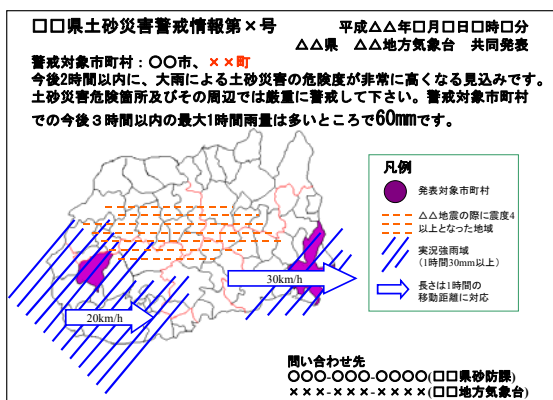 □□県土砂災害警戒情報第×号
平成△△年□月□日□時□分
△△県　△△地方気象台　共同発表
警戒対象市町村：〇〇市、××町
今後2時間以内に、大雨による土砂災害の危険度が非常に高くなる見込みです。
土砂災害危険箇所及びその周辺では厳重に警戒して下さい。警戒対象市町村
での今後３時間以内の最大1時間雨量は多いところで60mmです。
凡例
発表対象市町村
△△地震の際に震度4
以上となった地域
実況強雨域
(1時間30mm以上)
長さは1時間の
移動距離に対応
30km/h
20km/h
問い合わせ先
〇〇〇-〇〇〇-〇〇〇〇(□□県砂防課)
×××-×××-××××(□□地方気象台)